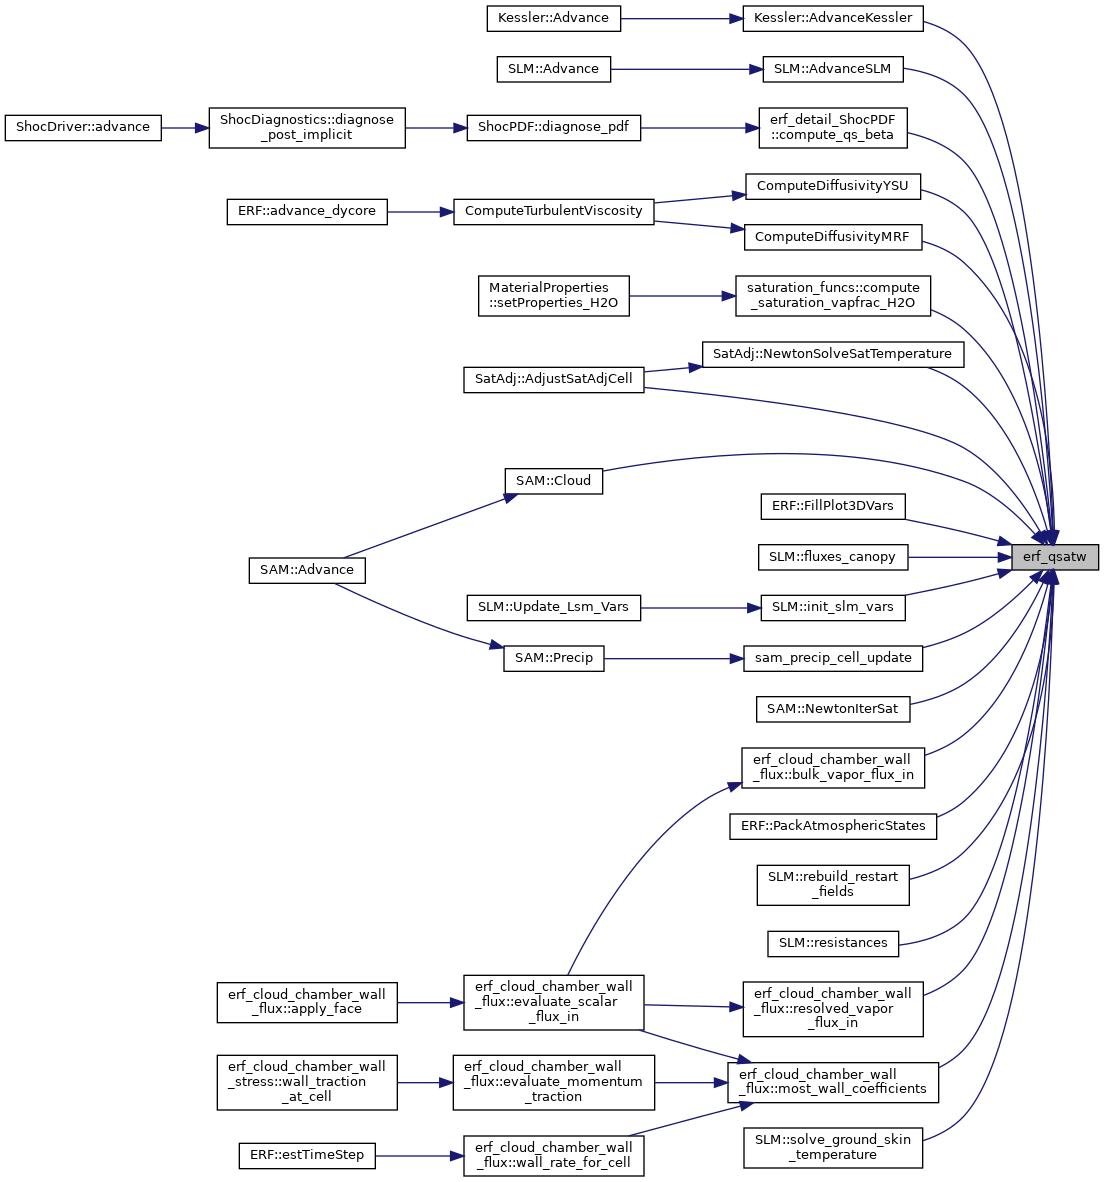 Kessler::Advance
Kessler::AdvanceKessler
SLM::Advance
SLM::AdvanceSLM
ShocDriver::advance
ShocDiagnostics::diagnose
_post_implicit
ShocPDF::diagnose_pdf
erf_detail_ShocPDF
::compute_qs_beta
ERF::advance_dycore
ComputeTurbulentViscosity
ComputeDiffusivityYSU
ComputeDiffusivityMRF
MaterialProperties
::setProperties_H2O
saturation_funcs::compute
_saturation_vapfrac_H2O
SatAdj::NewtonSolveSatTemperature
SatAdj::AdjustSatAdjCell
SAM::Cloud
ERF::FillPlot3DVars
SLM::fluxes_canopy
erf_qsatw
SAM::Advance
SLM::Update_Lsm_Vars
SLM::init_slm_vars
SAM::Precip
sam_precip_cell_update
SAM::NewtonIterSat
erf_cloud_chamber_wall
_flux::bulk_vapor_flux_in
ERF::PackAtmosphericStates
SLM::rebuild_restart
_fields
SLM::resistances
erf_cloud_chamber_wall
_flux::apply_face
erf_cloud_chamber_wall
_flux::evaluate_scalar
_flux_in
erf_cloud_chamber_wall
_flux::resolved_vapor
_flux_in
erf_cloud_chamber_wall
_stress::wall_traction
_at_cell
erf_cloud_chamber_wall
_flux::evaluate_momentum
_traction
erf_cloud_chamber_wall
_flux::most_wall_coefficients
ERF::estTimeStep
erf_cloud_chamber_wall
_flux::wall_rate_for_cell
SLM::solve_ground_skin
_temperature